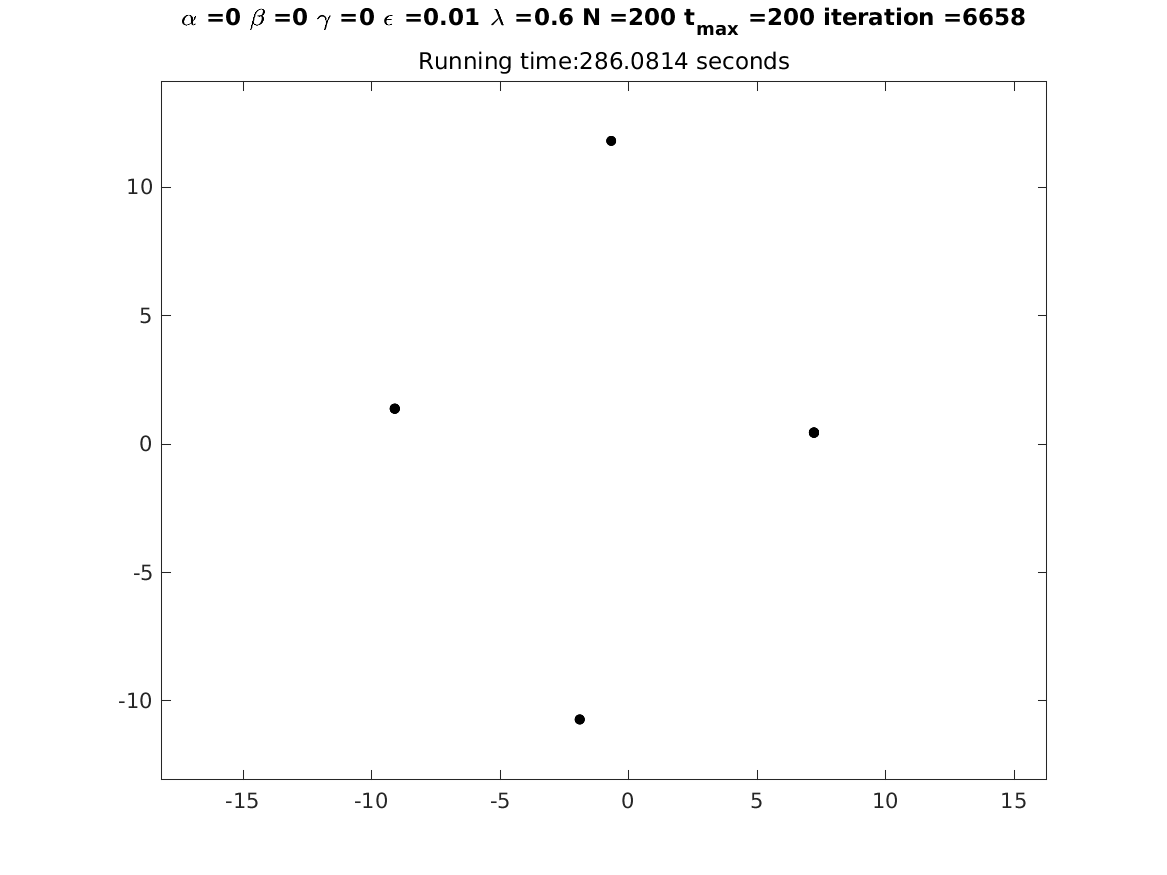 α =0 β =0 γ =0 ϵ =0.01 λ =0.6 N =200 t_max =200 iteration =6658
Running time:286.0814 seconds
10
5
0
-5
-10
-15 -10 -5 0 5 10 15